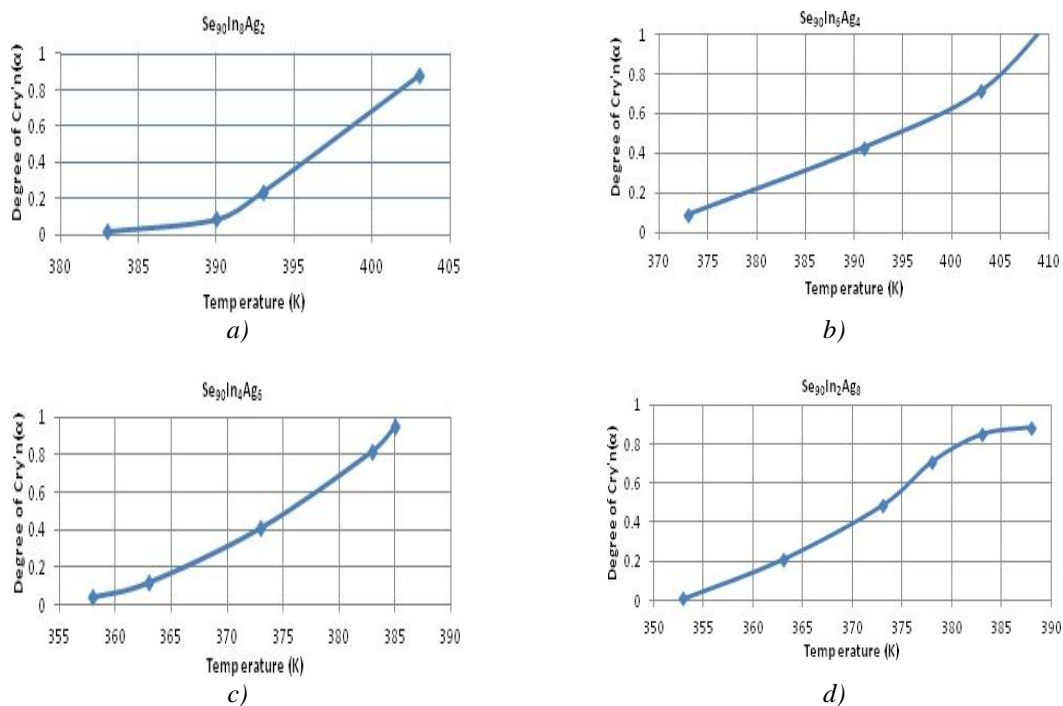 Se₉₀In₈Ag₂
Degree of Cry'n(α)
1
0.8
0.6
0.4
0.2
0
380 385 390 395 400 405
Temperature (K)
a)
Se₉₀In₆Ag₄
Degree of Cry'n(α)
1
0.8
0.6
0.4
0.2
0
370 375 380 385 390 395 400 405 410
Temperature (K)
b)
Se₉₀In₄Ag₆
Degree of Cry'n(α)
1
0.8
0.6
0.4
0.2
0
355 360 365 370 375 380 385 390
Temperature (K)
c)
Se₉₀In₂Ag₈
Degree of Cry'n(α)
1
0.8
0.6
0.4
0.2
0
350 355 360 365 370 375 380 385 390
Temperature (K)
d)